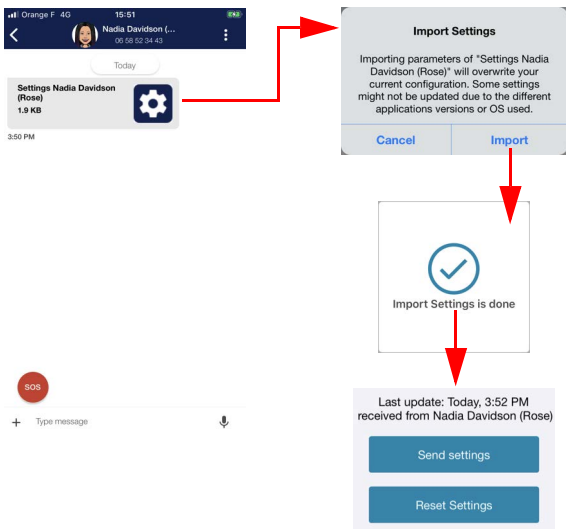 Orange F 4G 15:51
Nadia Davidson (...
06 58 52 34 43
Today
Settings Nadia Davidson
(Rose)
1.9 KB
3:50 PM
SOS
+ Type message
Import Settings
Importing parameters of "Settings Nadia
Davidson (Rose)" will overwrite your
current configuration. Some settings
might not be updated due to the different
applications versions or OS used.
Cancel Import
Import Settings is done
Last update: Today, 3:52 PM
received from Nadia Davidson (Rose)
Send settings
Reset Settings